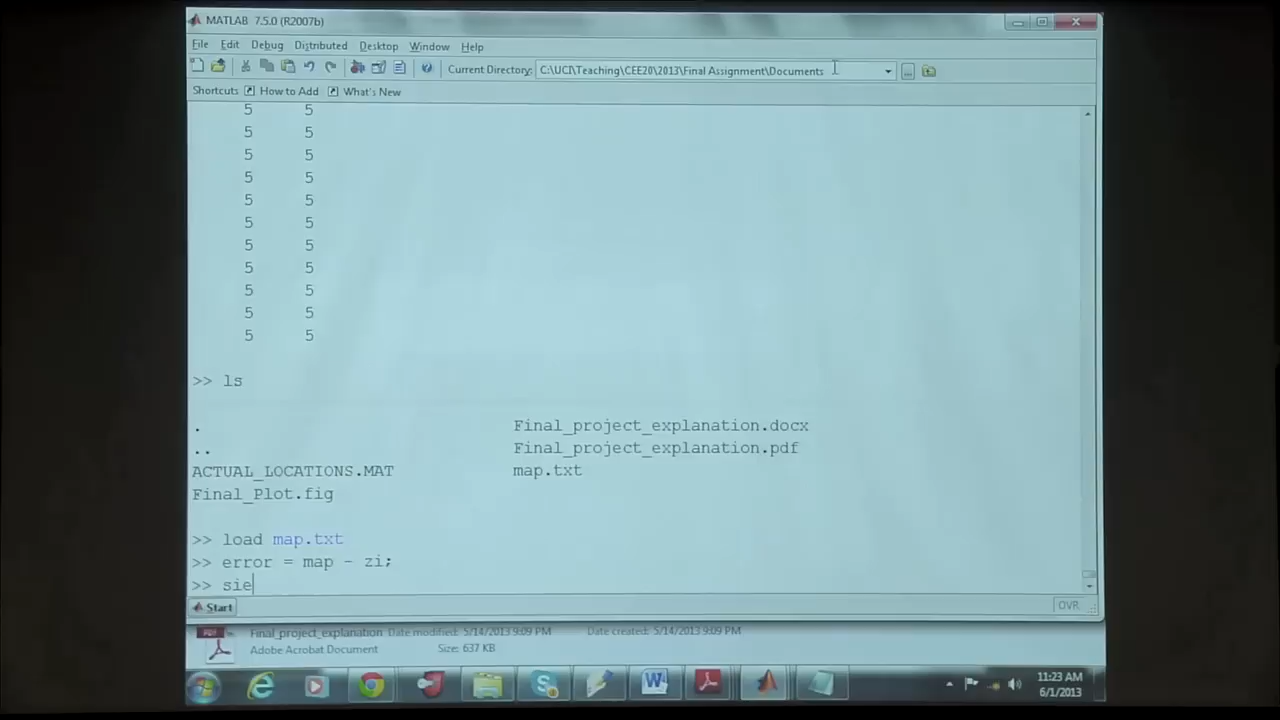 MATLAB 7.5.0 (R2007b)
File Edit Debug Distributed Desktop Window Help
Current Directory: C:\UCI\Teaching\CEE20\2013\Final Assignment\Documents
Shortcuts How to Add What's New
5 5
5 5
5 5
5 5
5 5
5 5
5 5
5 5
5 5
5 5
5 5
>> ls
. Final_project_explanation.docx
.. Final_project_explanation.pdf
ACTUAL_LOCATIONS.MAT map.txt
Final_Plot.fig
>> load map.txt
>> error = map - zi;
>> sie
Start OVR
Final_project_explanation Date modified: 5/14/2013 9:09 PM Date created: 5/14/2013 9:09 PM
Adobe Acrobat Document Size: 637 KB
11:23 AM
6/1/2013